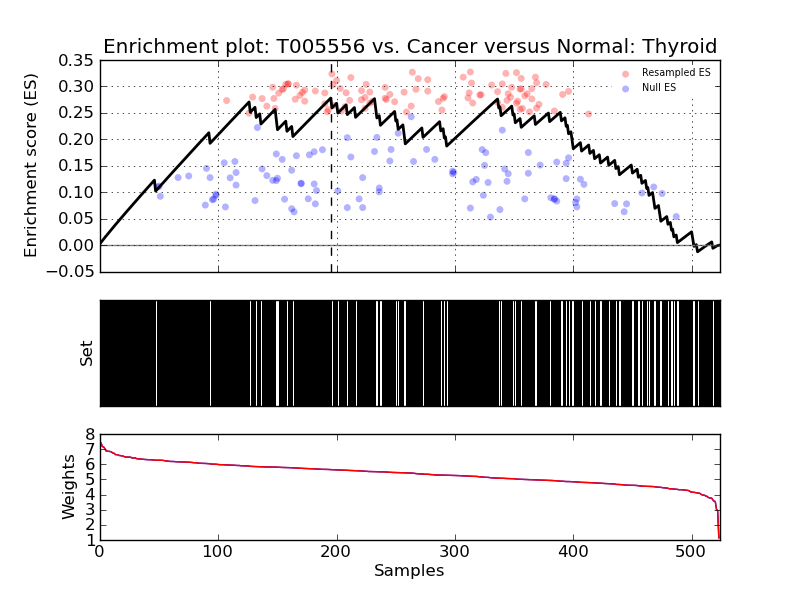 Enrichment plot: T005556 vs. Cancer versus Normal: Thyroid
Enrichment score (ES)
0.35
0.30
0.25
0.20
0.15
0.10
0.05
0.00
−0.05
Resampled ES
Null ES
Set
Weights
8
7
6
5
4
3
2
1
0 100 200 300 400 500
Samples